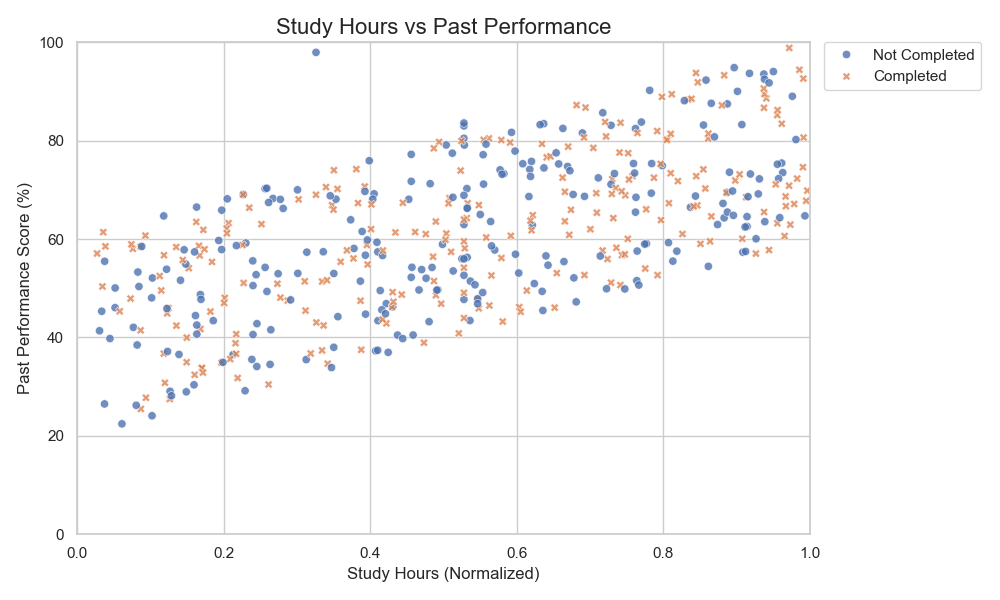 Study Hours vs Past Performance
100
80
60
40
20
0
0.0
0.2
0.4
0.6
0.8
1.0
Past Performance Score (%)
Study Hours (Normalized)
Not Completed
Completed